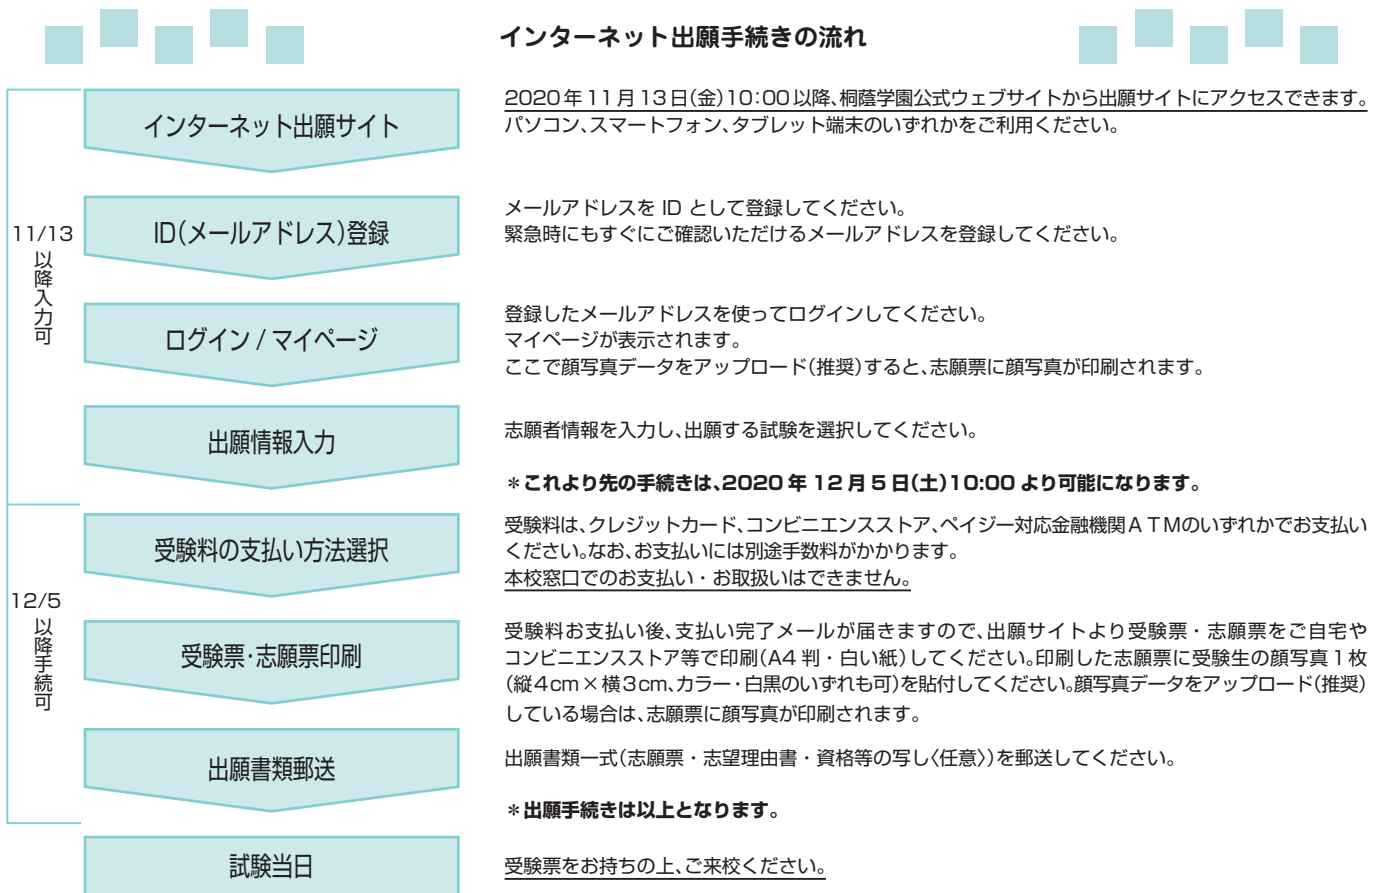 インターネット出願手続きの流れ
インターネット出願サイト
2020年11月13日(金)10:00以降、桐蔭学園公式ウェブサイトから出願サイトにアクセスできます。
パソコン、スマートフォン、タブレット端末のいずれかをご利用ください。
11/13
以降入力可
ID(メールアドレス)登録
メールアドレスを ID として登録してください。
緊急時にもすぐにご確認いただけるメールアドレスを登録してください。
ログイン / マイページ
登録したメールアドレスを使ってログインしてください。
マイページが表示されます。
ここで顔写真データをアップロード(推奨)すると、志願票に顔写真が印刷されます。
出願情報入力
志願者情報を入力し、出願する試験を選択してください。
＊これより先の手続きは、2020 年 12 月 5 日(土)10:00 より可能になります。
12/5
以降手続可
受験料の支払い方法選択
受験料は、クレジットカード、コンビニエンスストア、ペイジー対応金融機関ＡＴＭのいずれかでお支払い
ください。なお、お支払いには別途手数料がかかります。
本校窓口でのお支払い・お取扱いはできません。
受験票・志願票印刷
受験料お支払い後、支払い完了メールが届きますので、出願サイトより受験票・志願票をご自宅や
コンビニエンスストア等で印刷(A4 判・白い紙)してください。印刷した志願票に受験生の顔写真１枚
(縦4cm×横3cm、カラー・白黒のいずれも可)を貼付してください。顔写真データをアップロード(推奨)
している場合は、志願票に顔写真が印刷されます。
出願書類郵送
出願書類一式(志願票・志望理由書・資格等の写し〈任意〉)を郵送してください。
＊出願手続きは以上となります。
試験当日
受験票をお持ちの上、ご来校ください。